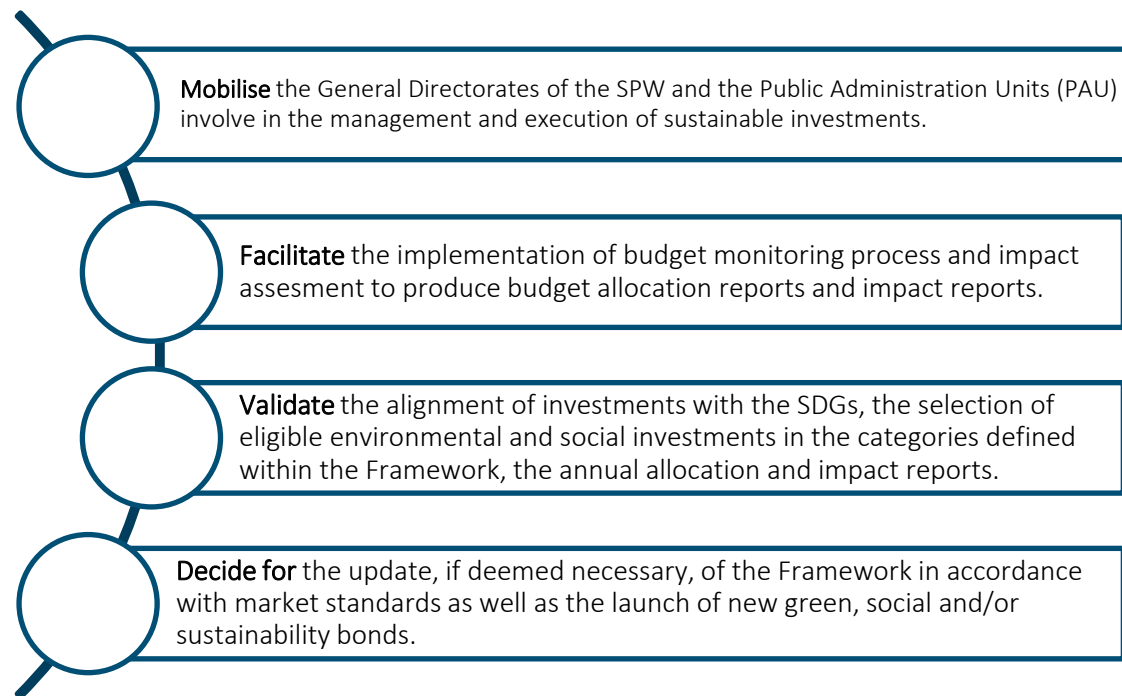 Mobilise the General Directorates of the SPW and the Public Administration Units (PAU)
involve in the management and execution of sustainable investments.
Facilitate the implementation of budget monitoring process and impact
assesment to produce budget allocation reports and impact reports.
Validate the alignment of investments with the SDGs, the selection of
eligible environmental and social investments in the categories defined
within the Framework, the annual allocation and impact reports.
Decide for the update, if deemed necessary, of the Framework in accordance
with market standards as well as the launch of new green, social and/or
sustainability bonds.